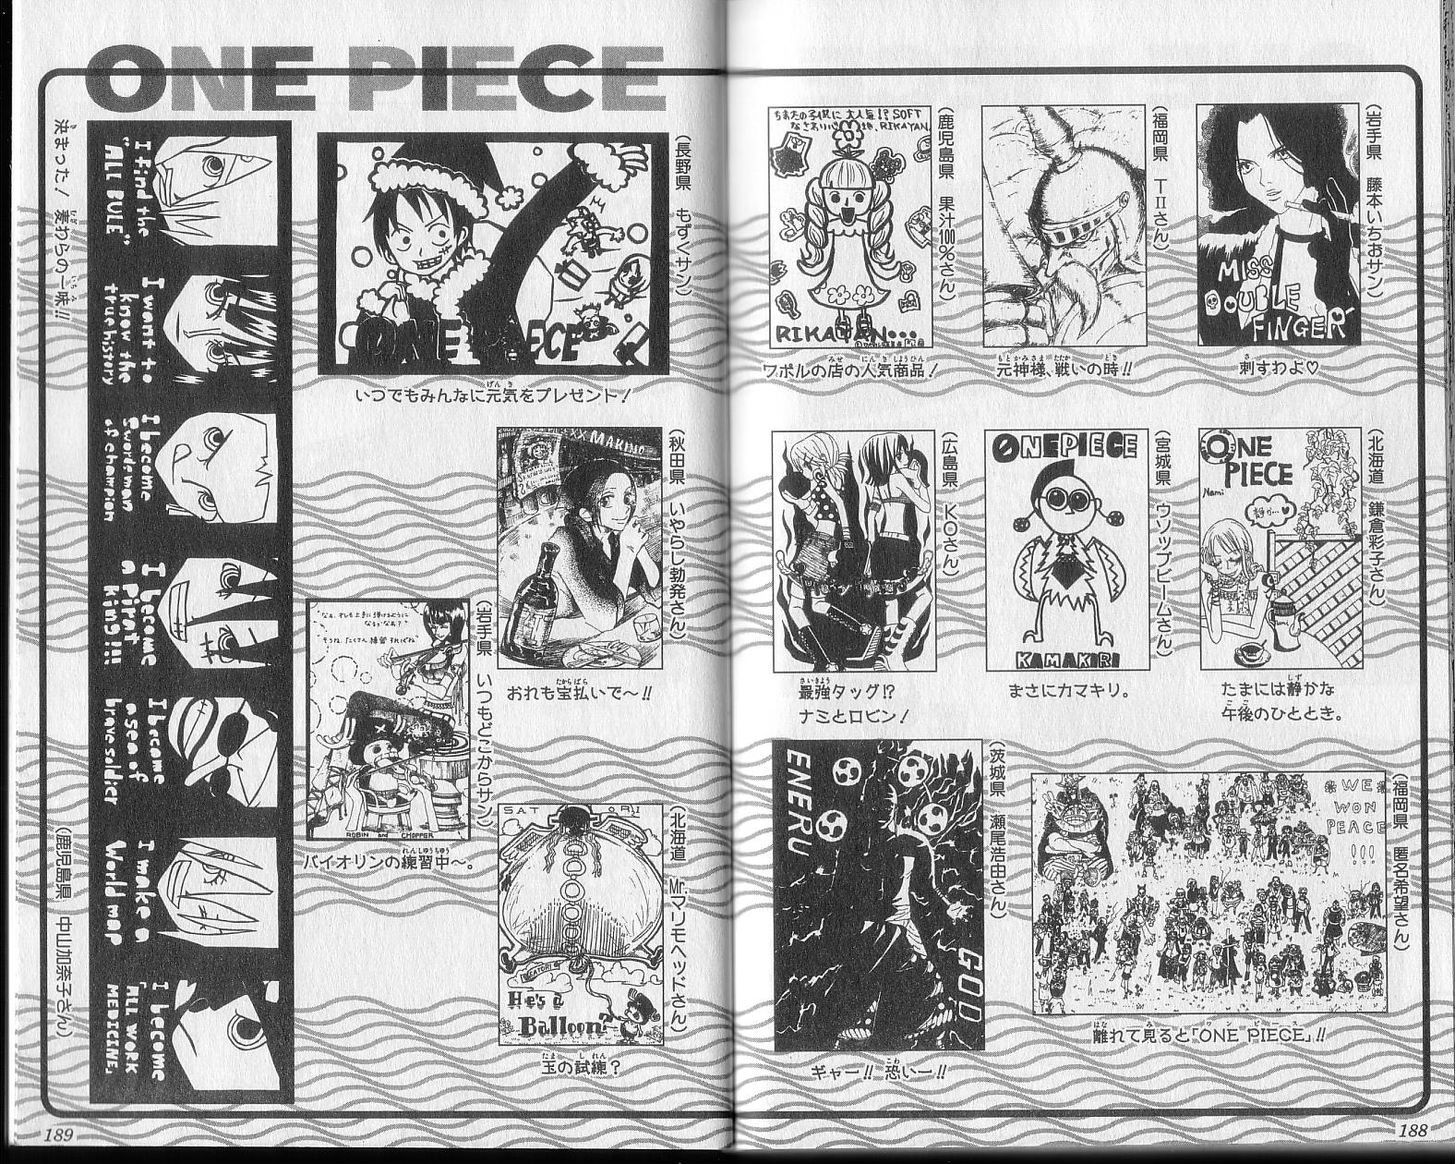 ONE PIECE
(岩手県 藤本いちおサン)
MISS
DOUBLE
FINGER
刺すわよ♡
(福岡県 TⅡさん)
元神様、戦いの時!!
(鹿児島県 果汁100%さん)
RIKAYAN...
ワポルの店の人気商品!
(北海道 鎌倉彩子さん)
ONE
PIECE
Nami
静か…♥
たまには静かな
午後のひととき。
(宮城県 ウソップビームさん)
ONEPIECE
KAMAKIRI
まさにカマキリ。
(広島県 KOさん)
最強タッグ!?
ナミとロビン!
(福岡県 匿名希望さん)
WE
WON
PEACE
!!!
離れて見ると「ONE PIECE」!!
(茨城県 瀬尾浩由さん)
ENERU
GOD
ギャー!! 恐いー!!
188
(長野県 もずくサン)
ONE PIECE
いつでもみんなに元気をプレゼント!
(秋田県 いやらし勃発さん)
MAKINO
おれも宝払いで〜!!
(岩手県 いつもどこからサン)
ROBIN and CHOPPER
バイオリンの練習中〜。
(北海道 Mr.マリモヘッドさん)
SATORI
He's a
Balloon?
玉の試練?
I find the
"ALL BULE"
I want to
know the
true history
I become
Swordsman
of champion
I become
a Pirat
king!!!
I become
a sea of
brave soldier
I make a
World map
I become
「ALL WORK
MEDICINE」
決まった! 麦わらの一味!!
(鹿児島県 中山加奈子さん)
189